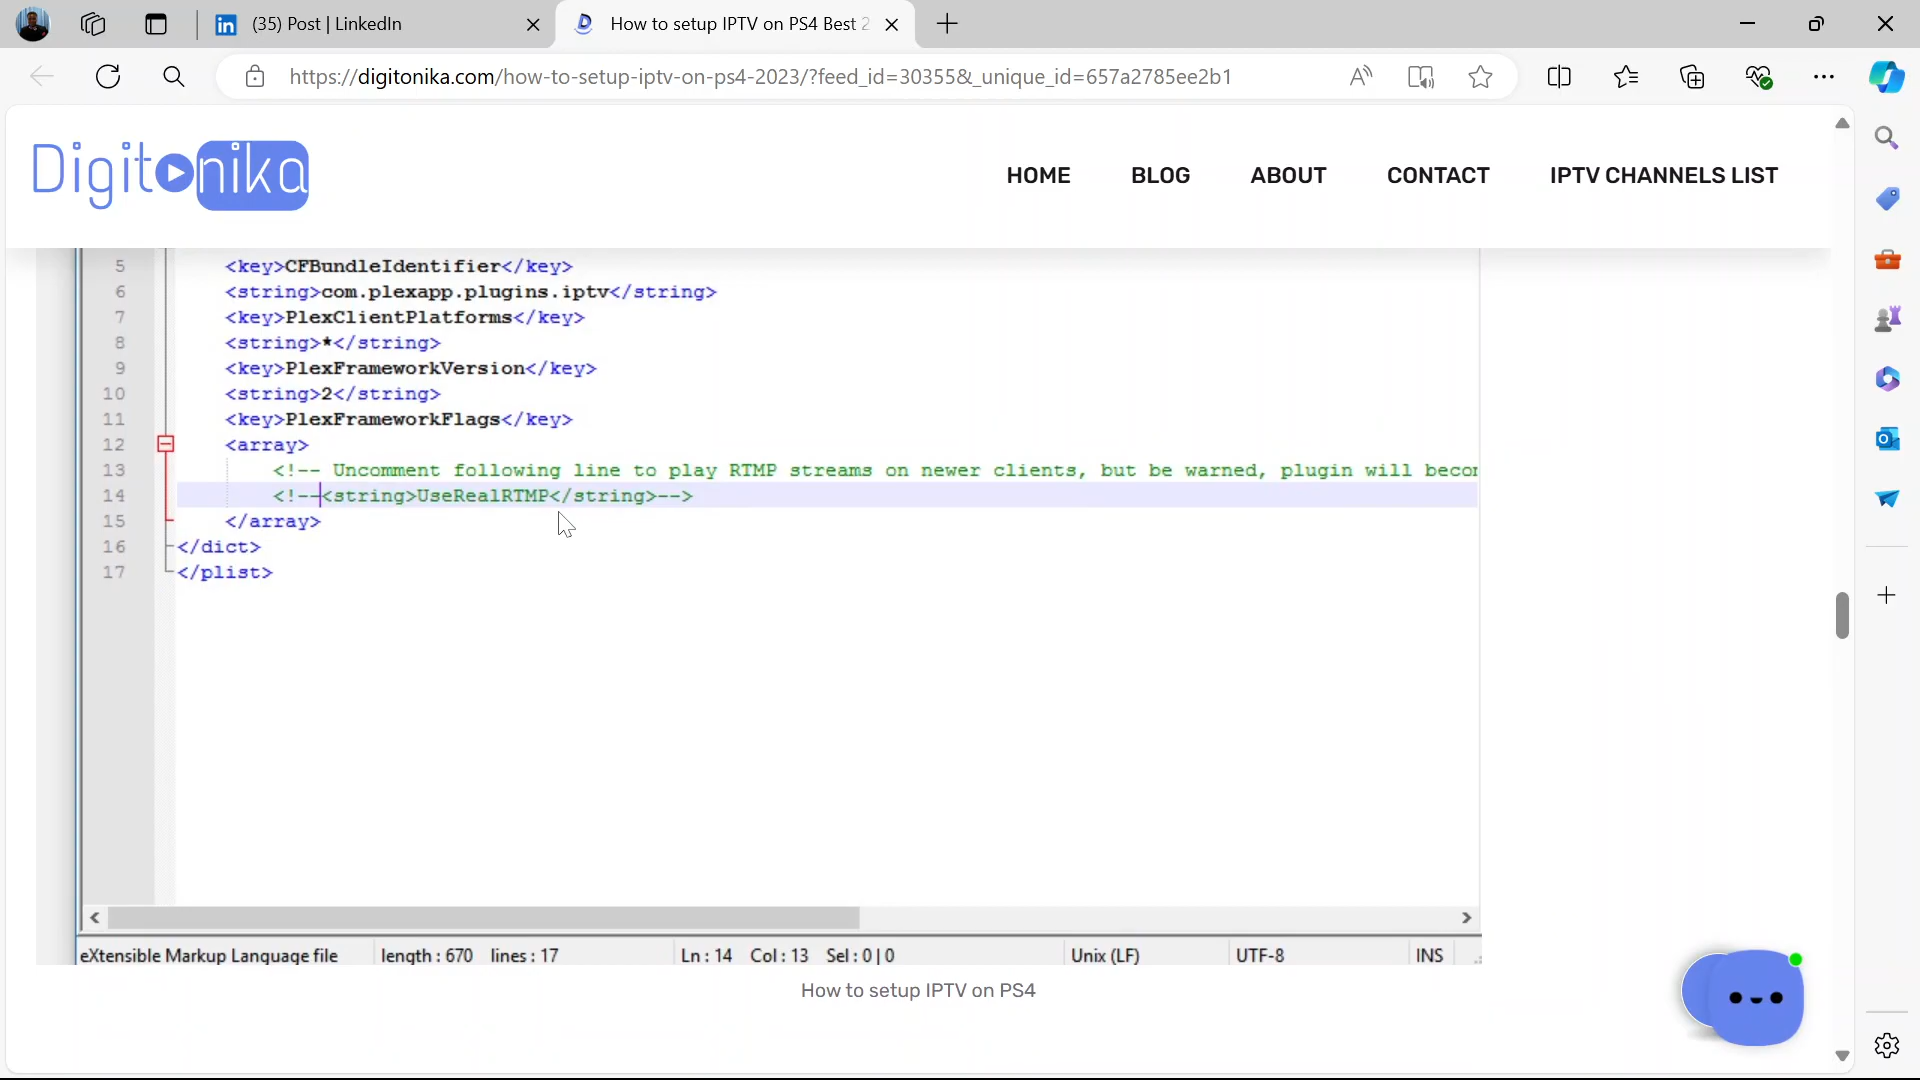 (35) Post | LinkedIn
How to setup IPTV on PS4 Best 2
https://digitonika.com/how-to-setup-iptv-on-ps4-2023/?feed_id=30355&_unique_id=657a2785ee2b1
Digitonika
HOME
BLOG
ABOUT
CONTACT
IPTV CHANNELS LIST
5 <key>CFBundleIdentifier</key>
6 <string>com.plexapp.plugins.iptv</string>
7 <key>PlexClientPlatforms</key>
8 <string>*</string>
9 <key>PlexFrameworkVersion</key>
10 <string>2</string>
11 <key>PlexFrameworkFlags</key>
12 <array>
13 <!-- Uncomment following line to play RTMP streams on newer clients, but be warned, plugin will becom
14 <!--<string>UseRealRTMP</string>-->
15 </array>
16 </dict>
17 </plist>
eXtensible Markup Language file length : 670 lines : 17 Ln : 14 Col : 13 Sel : 0 | 0 Unix (LF) UTF-8 INS
How to setup IPTV on PS4